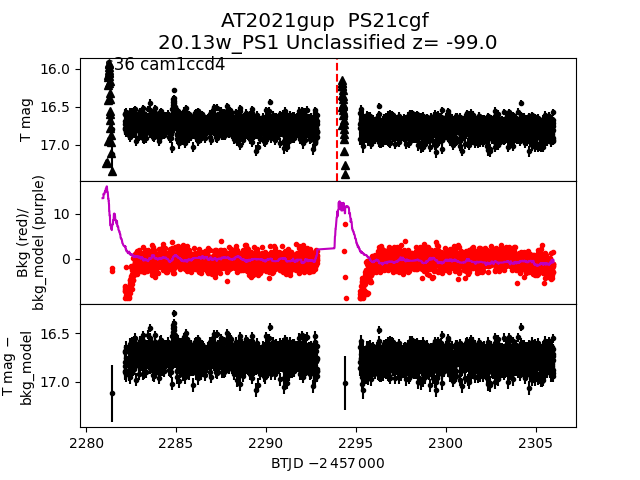 AT2021gup  PS21cgf
20.13w_PS1 Unclassified z= -99.0
36 cam1ccd4
16.0
16.5
17.0
T mag
10
0
Bkg (red)/
bkg_model (purple)
16.5
17.0
T mag −
bkg_model
2280
2285
2290
2295
2300
2305
BTJD −2 457 000